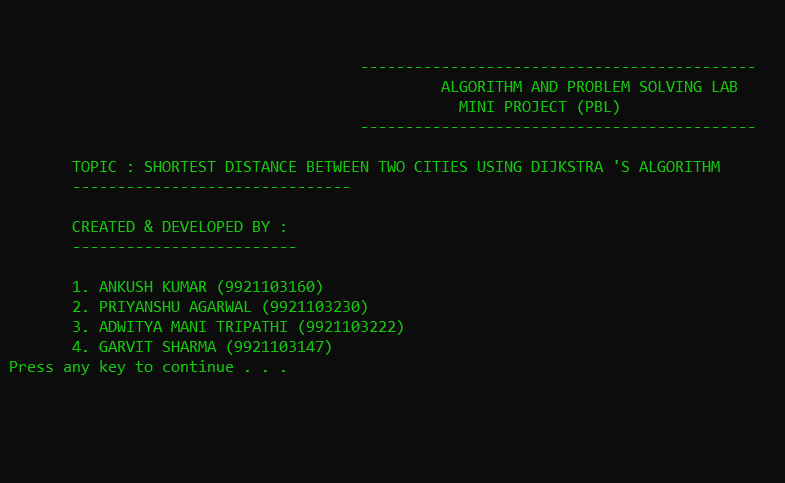 --------------------------------------------
ALGORITHM AND PROBLEM SOLVING LAB
MINI PROJECT (PBL)
--------------------------------------------
TOPIC : SHORTEST DISTANCE BETWEEN TWO CITIES USING DIJKSTRA 'S ALGORITHM
-------------------------------
CREATED & DEVELOPED BY :
-------------------------
1. ANKUSH KUMAR (9921103160)
2. PRIYANSHU AGARWAL (9921103230)
3. ADWITYA MANI TRIPATHI (9921103222)
4. GARVIT SHARMA (9921103147)
Press any key to continue . . .